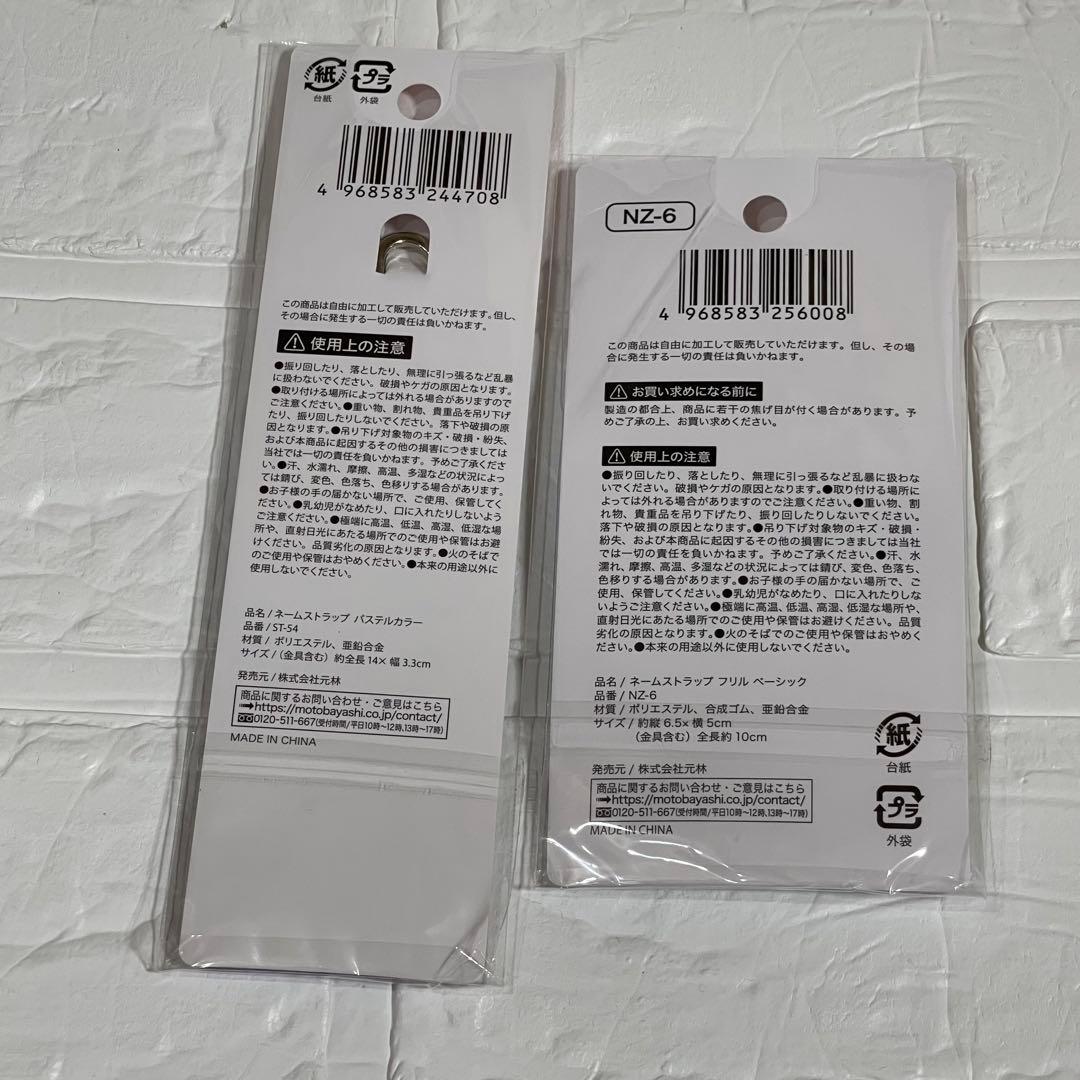 紙
台紙
プラ
外袋
4 968583 244708
この商品は自由に加工して販売していただけます。但し、
その場合に発生する一切の責任は負いかねます。
使用上の注意
●振り回したり、落としたり、無理に引っ張るなど乱暴
に扱わないでください。破損やケガの原因となります。
●取り付ける場所によっては外れる場合がありますので
ご注意ください。●重い物、割れ物、貴重品を吊り下げ
たり、振り回したりしないでください。落下や破損の原
因となります。●吊り下げ対象物のキズ・破損・紛失、
および本商品に起因するその他の損害につきましては
当社では一切の責任を負いかねます。予めご了承くださ
い。●汗、水濡れ、摩擦、高温、多湿などの状況によっ
ては錆び、変色、色落ち、色移りする場合があります。
●お子様の手の届かない場所で、ご使用、保管してく
ださい。●乳幼児がなめたり、口に入れたりしないよう
ご注意ください。●極端に高温、低温、高湿、低湿な場
所や、直射日光にあたる場所でのご使用や保管はお避
けください。品質劣化の原因となります。●火のそばで
のご使用や保管はおやめください。●本来の用途以外に
使用しないでください。
品名/ネームストラップ パステルカラー
品番/ST-54
材質/ ポリエステル、亜鉛合金
サイズ/(金具含む)約全長14×幅3.3cm
発売元/株式会社元林
商品に関するお問い合わせ・ご意見はこちら
https://motobayashi.co.jp/contact/
0120-511-667(受付時間/平日10時〜12時、13時〜17時)
MADE IN CHINA
NZ-6
4 968583 256008
この商品は自由に加工して販売していただけます。但し、その場
合に発生する一切の責任は負いかねます。
お買い求めになる前に
製造の都合上、商品に若干の焦げ目が付く場合があります。予
めご了承の上、お買い求めください。
使用上の注意
●振り回したり、落としたり、無理に引っ張るなど乱暴に扱わな
いでください。破損やケガの原因となります。●取り付ける場所に
よっては外れる場合がありますのでご注意ください。●重い物、割
れ物、貴重品を吊り下げたり、振り回したりしないでください。
落下や破損の原因となります。●吊り下げ対象物のキズ・破損・
紛失、および本商品に起因するその他の損害につきましては当社
では一切の責任を負いかねます。予めご了承ください。●汗、水
濡れ、摩擦、高温、多湿などの状況によっては錆び、変色、色落ち、
色移りする場合があります。●お子様の手の届かない場所で、ご
使用、保管してください。●乳幼児がなめたり、口に入れたりしな
いようご注意ください。●極端に高温、低温、高湿、低湿な場所や、
直射日光にあたる場所でのご使用や保管はお避けください。品質
劣化の原因となります。●火のそばでのご使用や保管はおやめくだ
さい。●本来の用途以外に使用しないでください。
品名/ネームストラップ フリル ベーシック
品番/NZ-6
材質/ポリエステル、合成ゴム、亜鉛合金
サイズ/約縦6.5×横5cm
(金具含む)全長約10cm
発売元/株式会社元林
商品に関するお問い合わせ・ご意見はこちら
https://motobayashi.co.jp/contact/
0120-511-667(受付時間/平日10時〜12時、13時〜17時)
MADE IN CHINA
紙
台紙
プラ
外袋